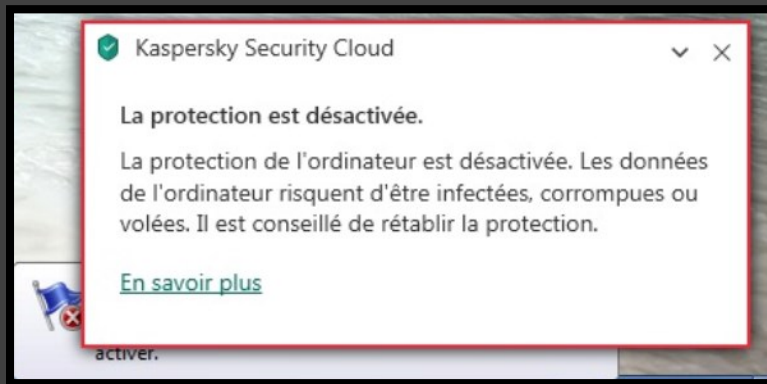 Kaspersky Security Cloud
La protection est désactivée.
La protection de l'ordinateur est désactivée. Les données
de l'ordinateur risquent d'être infectées, corrompues ou
volées. Il est conseillé de rétablir la protection.
En savoir plus
activer.